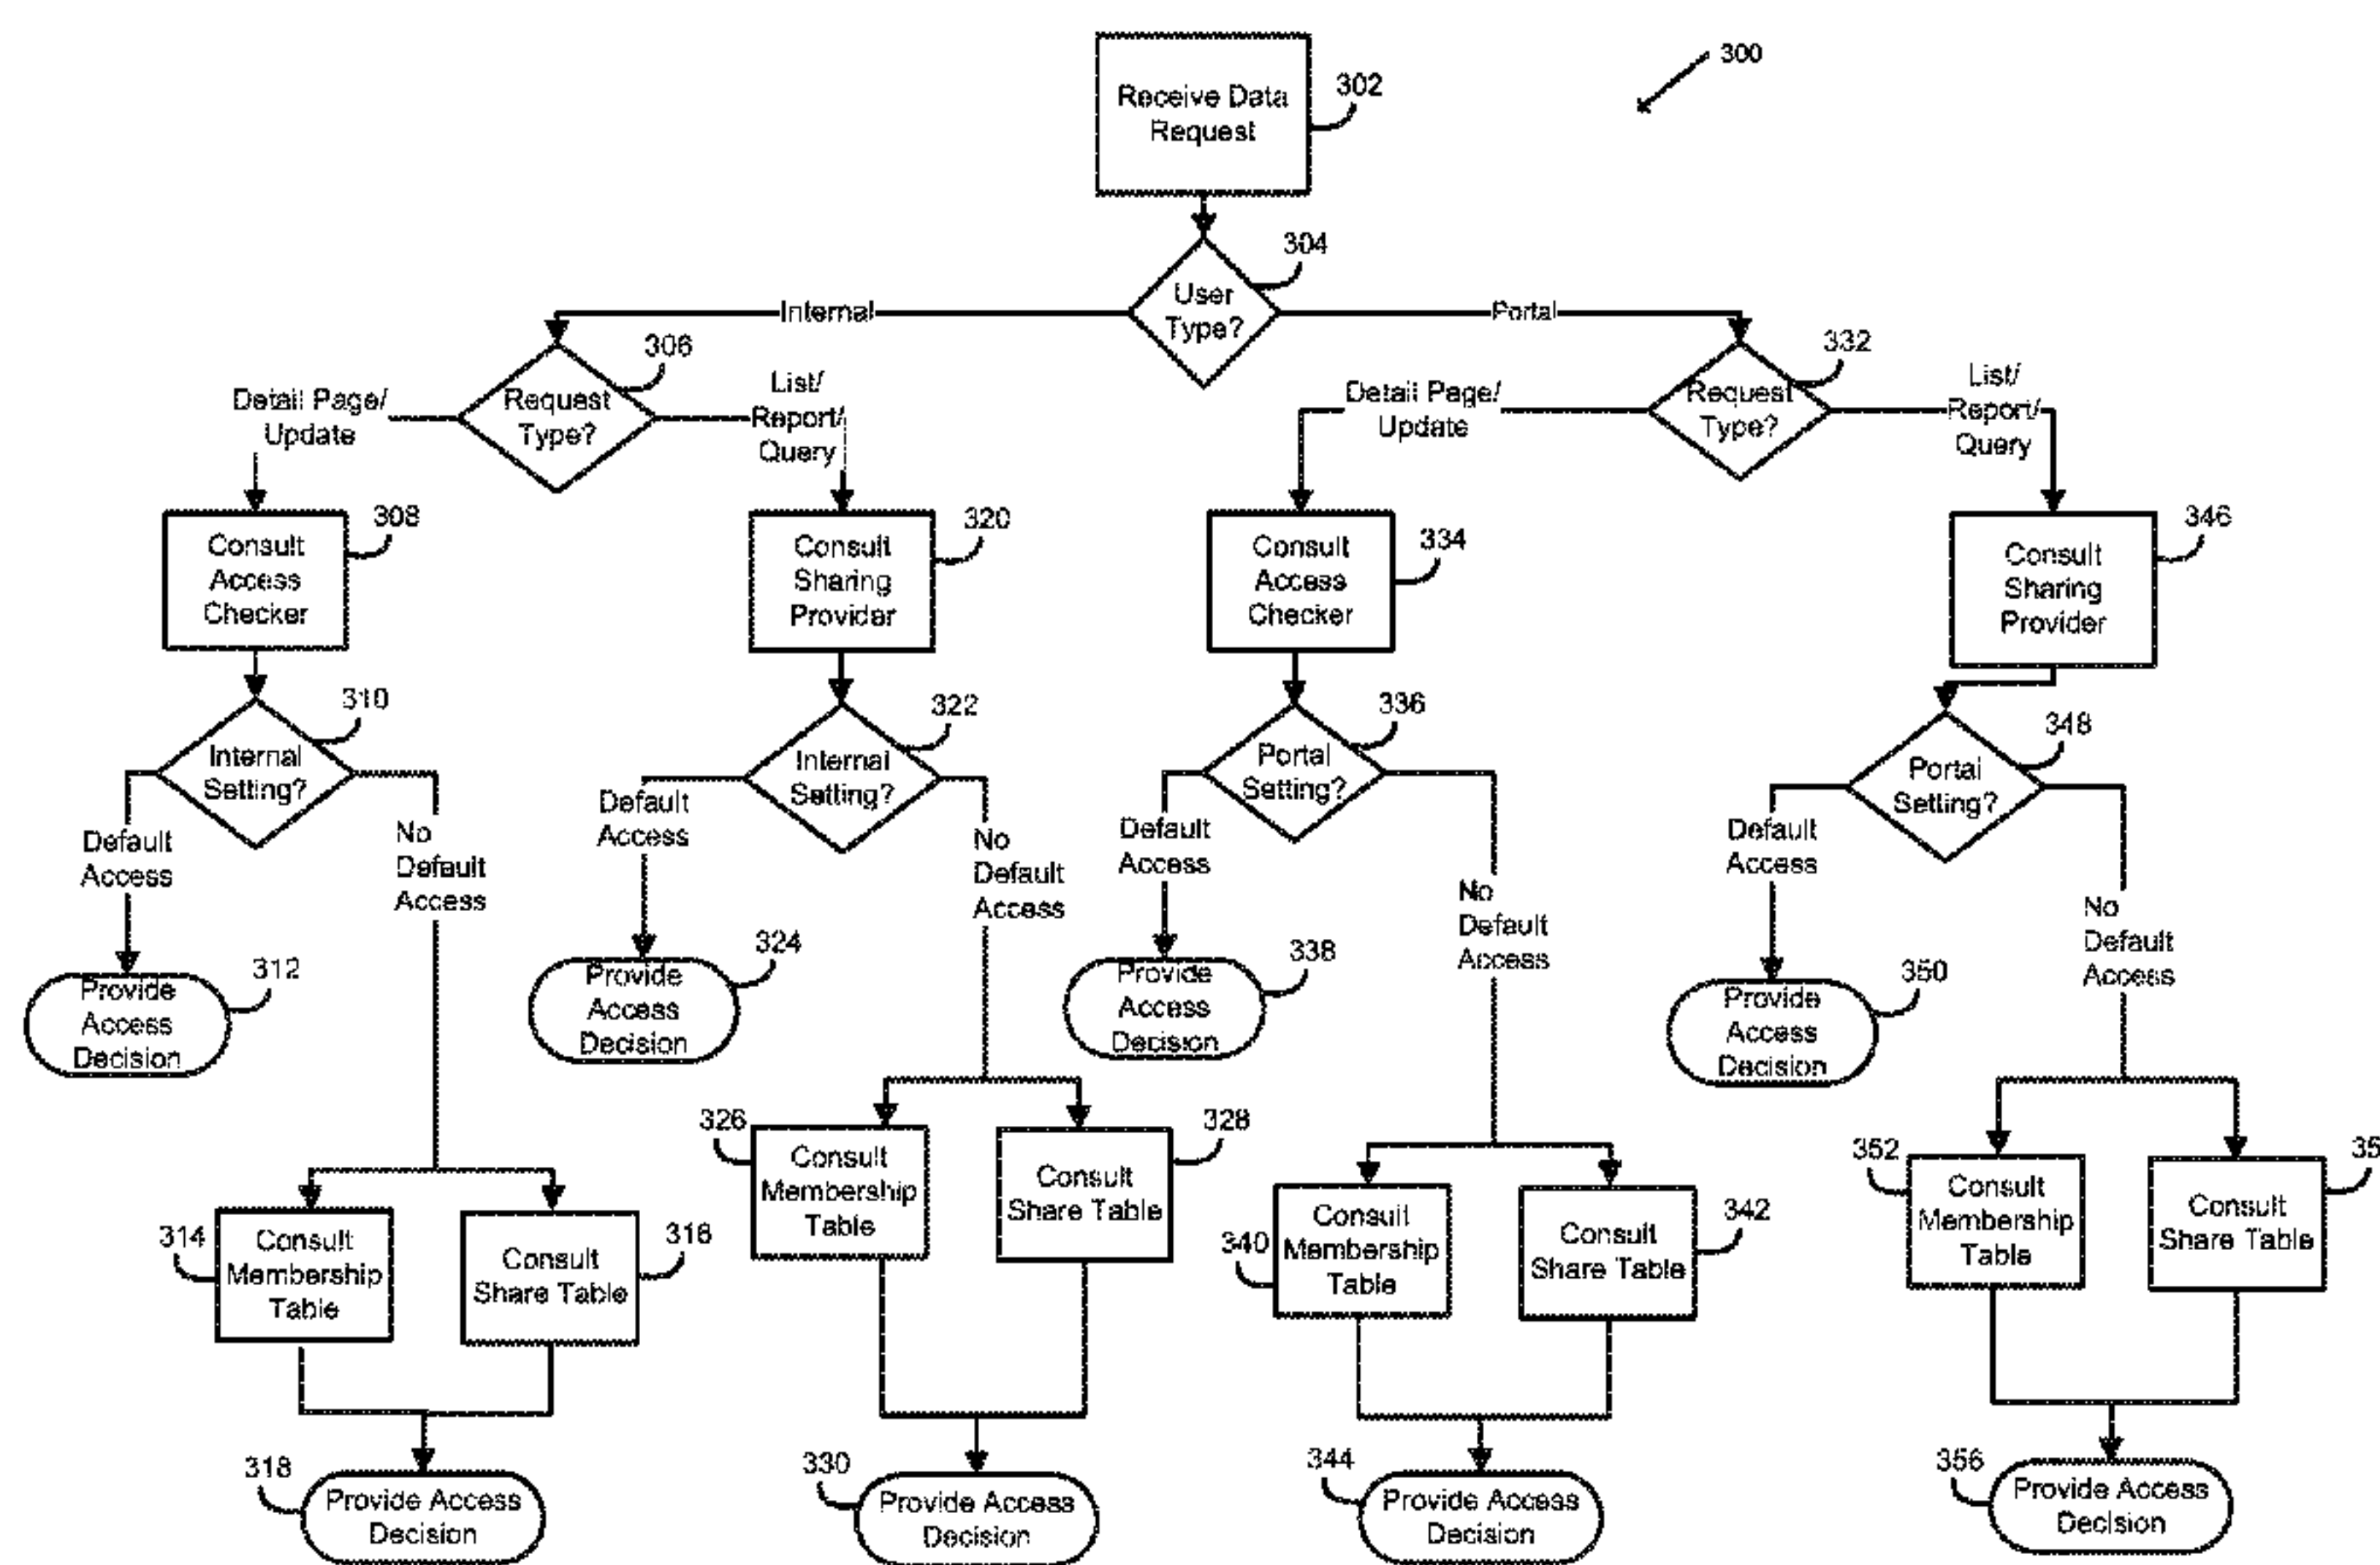 300
Receive Data
Request
302
304
User
Type?
Internal
Portal
306
Request
Type?
Detail Page/
Update
List/
Report/
Query
332
Request
Type?
Detail Page/
Update
List/
Report/
Query
308
Consult
Access
Checker
320
Consult
Sharing
Provider
334
Consult
Access
Checker
346
Consult
Sharing
Provider
310
Internal
Setting?
322
Internal
Setting?
336
Portal
Setting?
348
Portal
Setting?
Default
Access
No
Default
Access
Default
Access
No
Default
Access
Default
Access
No
Default
Access
Default
Access
No
Default
Access
312
Provide
Access
Decision
324
Provide
Access
Decision
338
Provide
Access
Decision
350
Provide
Access
Decision
314
Consult
Membership
Table
316
Consult
Share Table
326
Consult
Membership
Table
328
Consult
Share Table
340
Consult
Membership
Table
342
Consult
Share Table
352
Consult
Membership
Table
35
Consult
Share Table
318
Provide Access
Decision
330
Provide Access
Decision
344
Provide Access
Decision
356
Provide Access
Decision